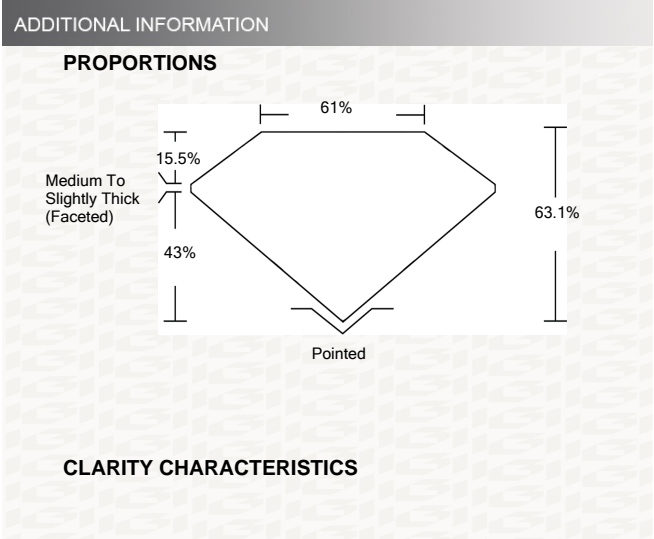 ADDITIONAL INFORMATION
PROPORTIONS
61%
15.5%
Medium To
Slightly Thick
(Faceted)
63.1%
43%
Pointed
CLARITY CHARACTERISTICS